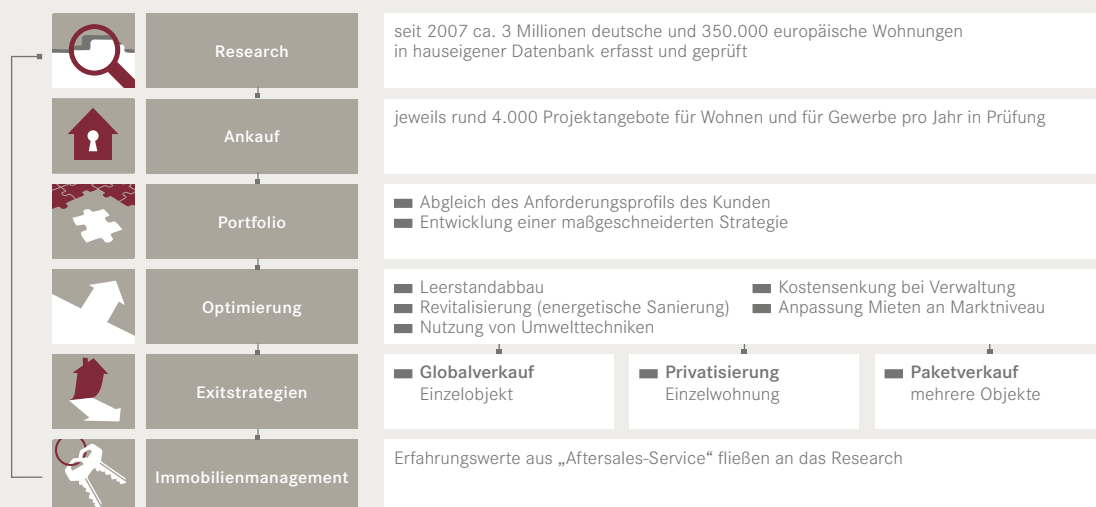 Research
seit 2007 ca. 3 Millionen deutsche und 350.000 europäische Wohnungen
in hauseigener Datenbank erfasst und geprüft
Ankauf
jeweils rund 4.000 Projektangebote für Wohnen und für Gewerbe pro Jahr in Prüfung
Portfolio
Abgleich des Anforderungsprofils des Kunden
Entwicklung einer maßgeschneiderten Strategie
Optimierung
Leerstandabbau
Revitalisierung (energetische Sanierung)
Nutzung von Umwelttechniken
Kostensenkung bei Verwaltung
Anpassung Mieten an Marktniveau
Exitstrategien
Globalverkauf
Einzelobjekt
Privatisierung
Einzelwohnung
Paketverkauf
mehrere Objekte
Immobilienmanagement
Erfahrungswerte aus „Aftersales-Service“ fließen an das Research